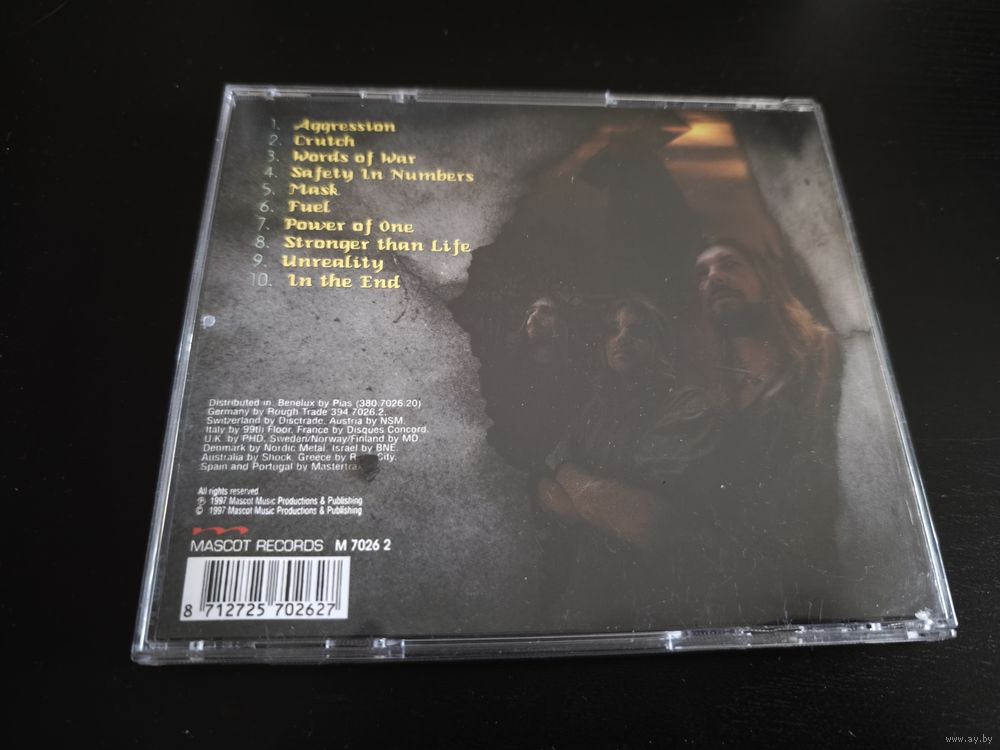 1. Aggression
2. Crutch
3. Words of War
4. Safety In Numbers
5. Mask
6. Fuel
7. Power of One
8. Stronger than Life
9. Unreality
10. In the End
Distributed in: Benelux by Pias (380.7026.20)
Germany by Rough Trade 394.7026.2,
Switzerland by Disctrade, Austria by NSM,
Italy by 99th Floor, France by Disques Concord,
U.K. by PHD, Sweden/Norway/Finland by MD,
Denmark by Nordic Metal, Israel by BNE,
Australia by Shock, Greece by City,
Spain and Portugal by
All rights reserved
℗ 1997 Mascot Music Productions & Publishing
© 1997 Mascot Music Productions & Publishing
MASCOT RECORDS M 7026 2
8 712725 702627
www.ay.by